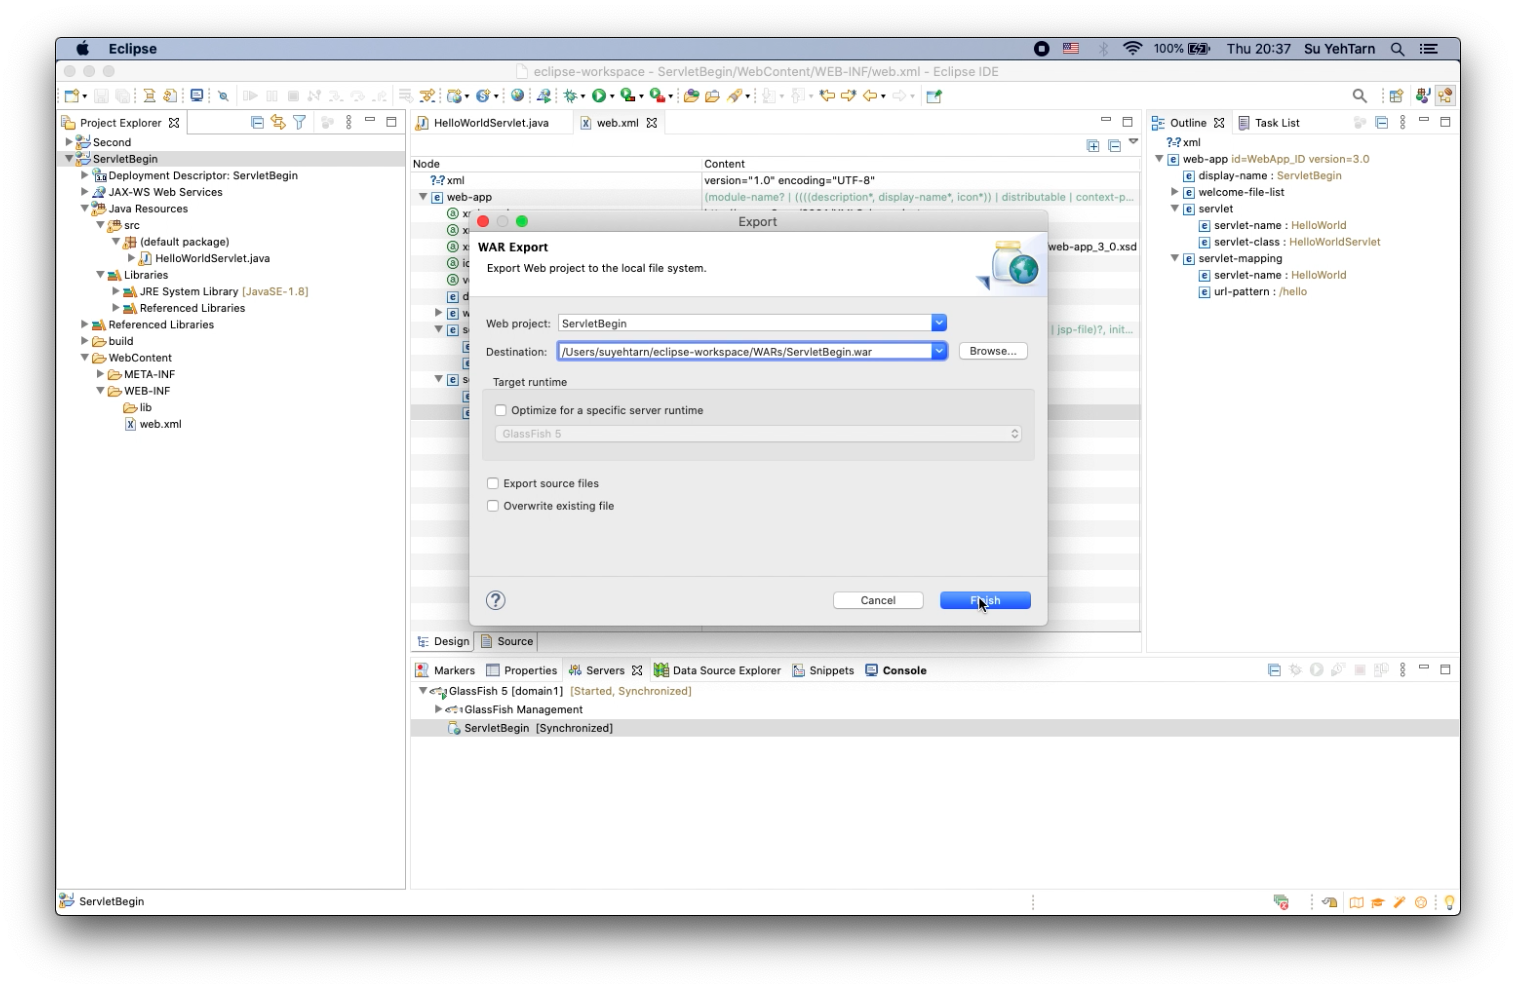 Eclipse
100%
Thu 20:37
Su YehTarn
eclipse-workspace - ServletBegin/WebContent/WEB-INF/web.xml - Eclipse IDE
Project Explorer
Second
ServletBegin
Deployment Descriptor: ServletBegin
JAX-WS Web Services
Java Resources
src
(default package)
HelloWorldServlet.java
Libraries
JRE System Library [JavaSE-1.8]
Referenced Libraries
Referenced Libraries
build
WebContent
META-INF
WEB-INF
lib
web.xml
HelloWorldServlet.java
web.xml
Node
Content
xml
version="1.0" encoding="UTF-8"
web-app
(module-name? | ((((description*, display-name*, icon*)) | distributable | context-p...
web-app_3_0.xsd
| jsp-file)?, init...
Export
WAR Export
Export Web project to the local file system.
Web project:
ServletBegin
Destination:
/Users/suyehtarn/eclipse-workspace/WARs/ServletBegin.war
Browse...
Target runtime
Optimize for a specific server runtime
GlassFish 5
Export source files
Overwrite existing file
Cancel
Finish
Design
Source
Outline
Task List
xml
web-app id=WebApp_ID version=3.0
display-name : ServletBegin
welcome-file-list
servlet
servlet-name : HelloWorld
servlet-class : HelloWorldServlet
servlet-mapping
servlet-name : HelloWorld
url-pattern : /hello
Markers
Properties
Servers
Data Source Explorer
Snippets
Console
GlassFish 5 [domain1] [Started, Synchronized]
GlassFish Management
ServletBegin [Synchronized]
ServletBegin